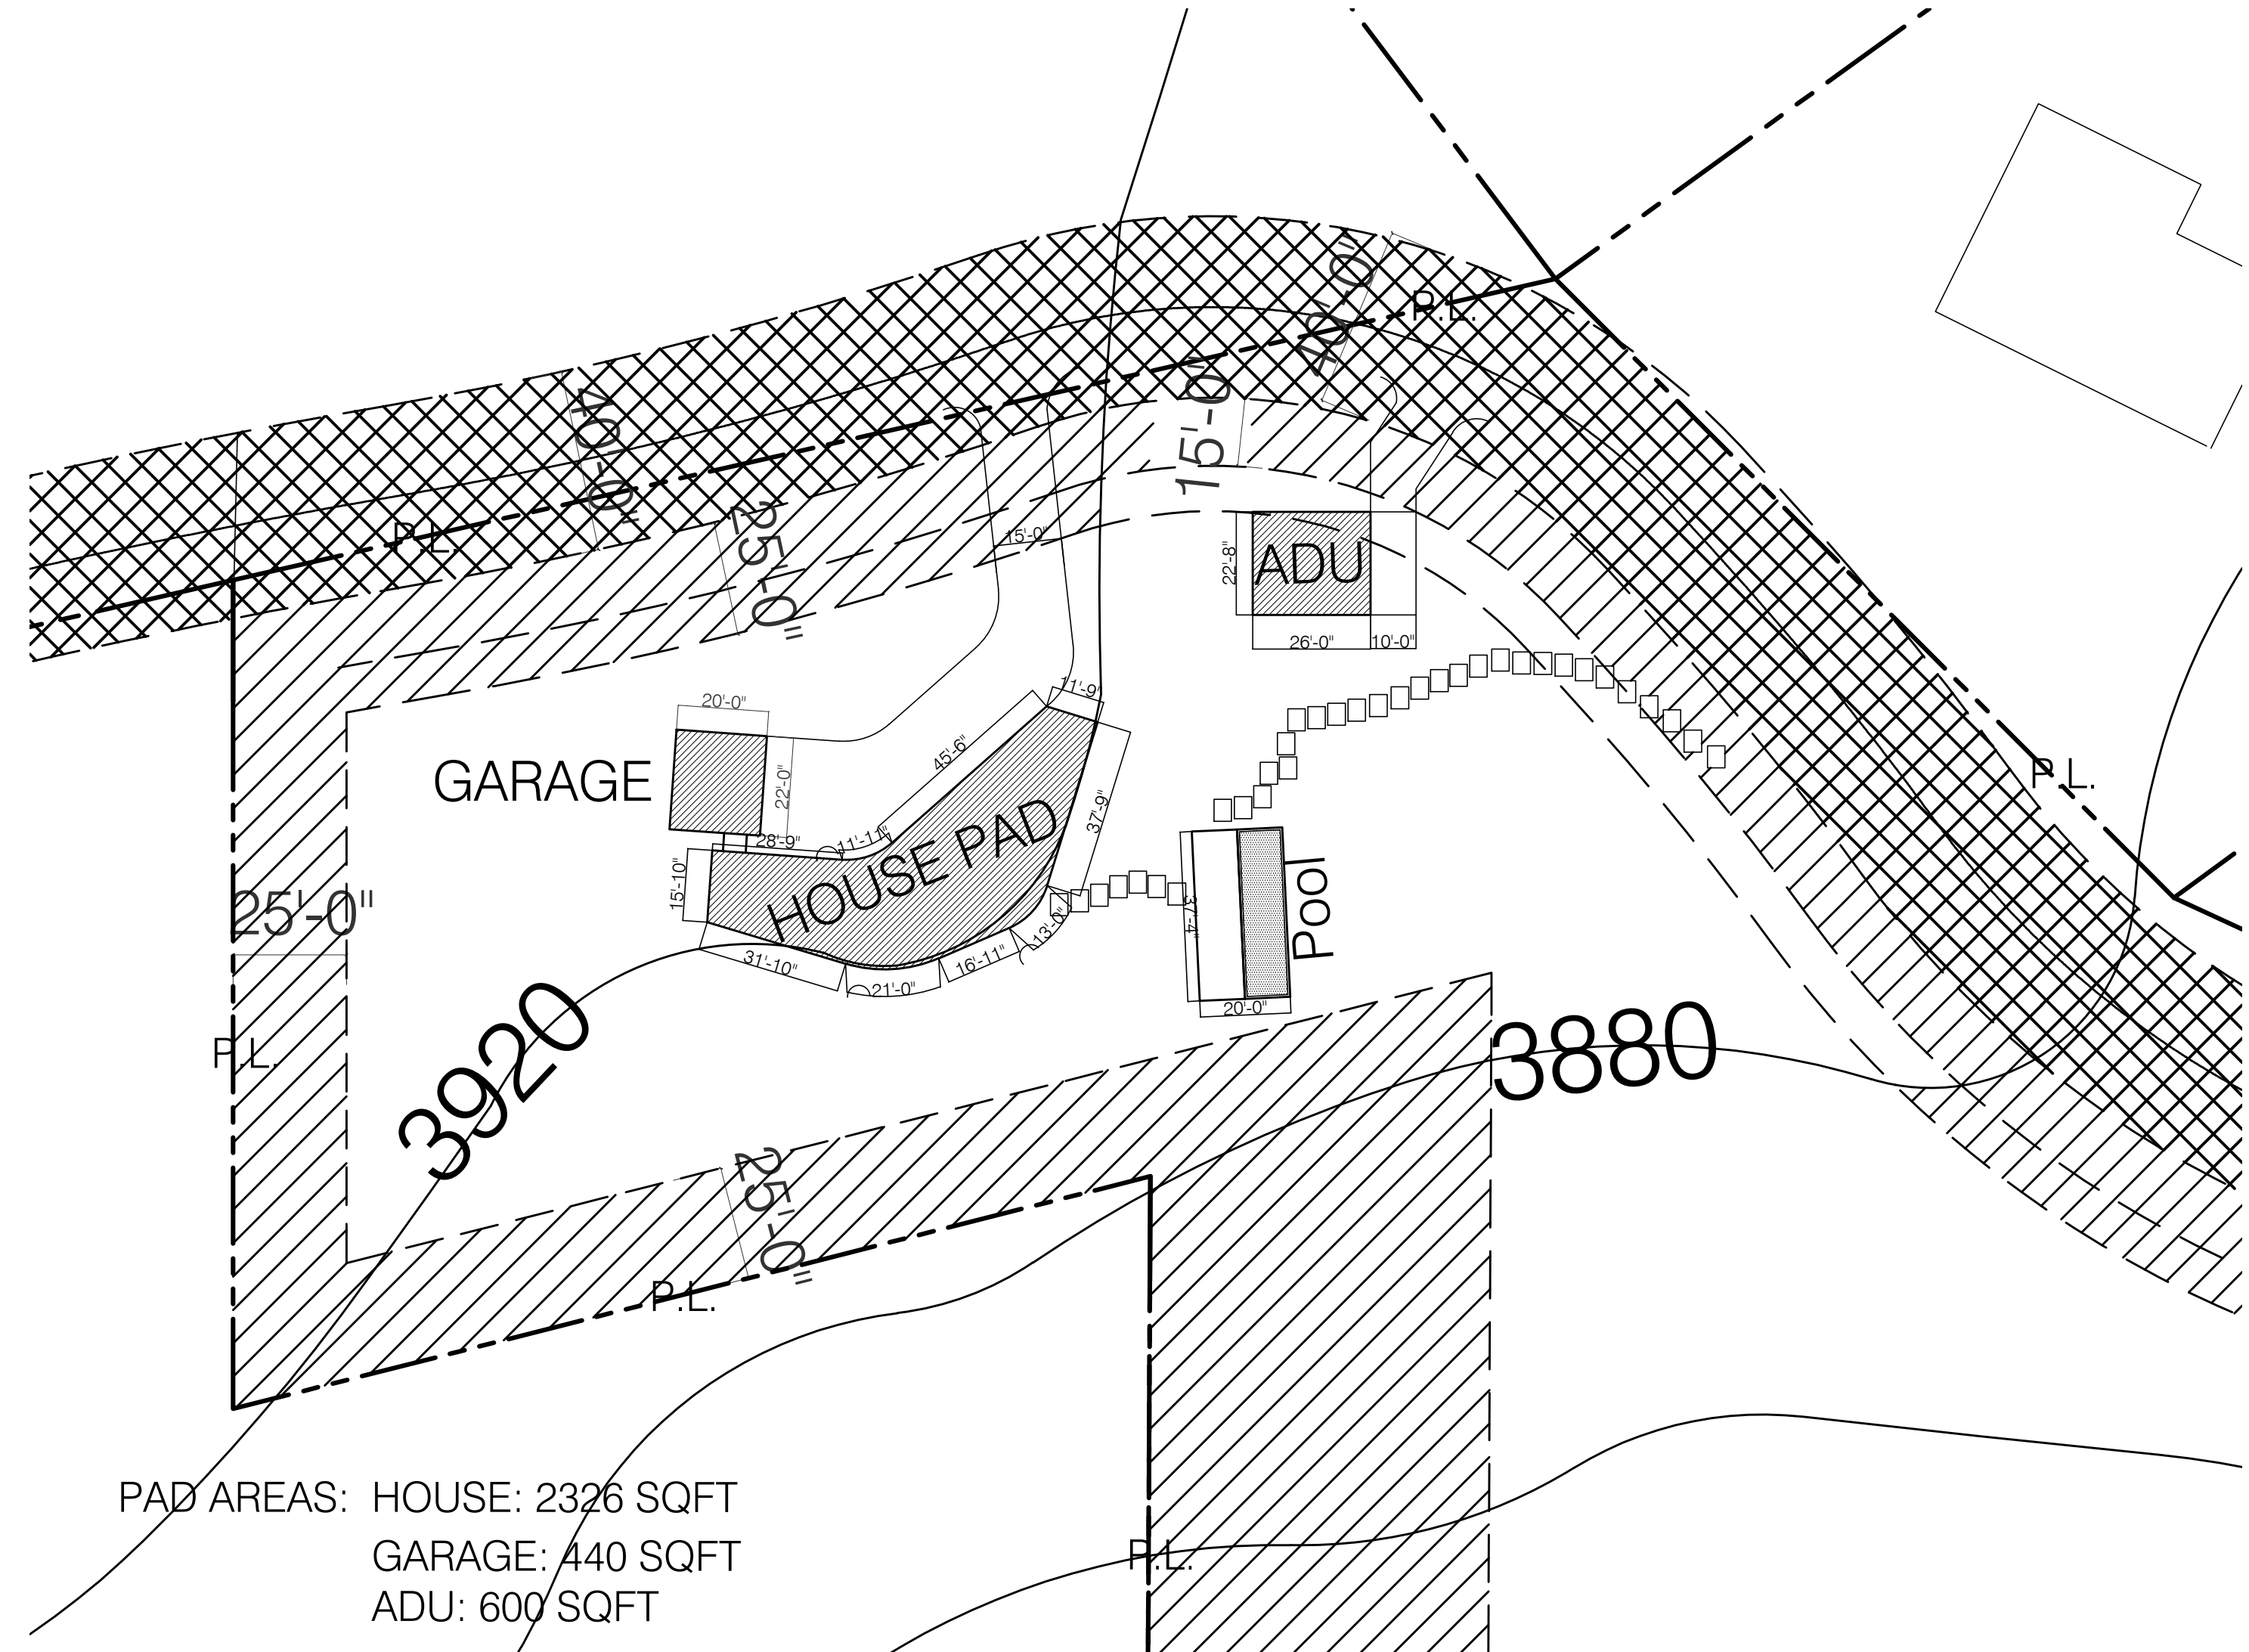 40'-0"
P.L.
40'-0"
15'-0"
P.L.
25'-0"
15'-0"
22'-8"
ADU
26'-0"
10'-0"
11'-9"
20'-0"
45'-6"
GARAGE
22'-0"
P.L.
28'-9"
11'-11"
HOUSE PAD
37'-9"
15'-10"
25'-0"
37'-4"
Pool
13'-0"
31'-10"
16'-11"
21'-0"
20'-0"
P.L.
3920
3880
25'-0"
P.L.
PAD AREAS: HOUSE: 2326 SQFT
GARAGE: 440 SQFT
ADU: 600 SQFT
P.L.